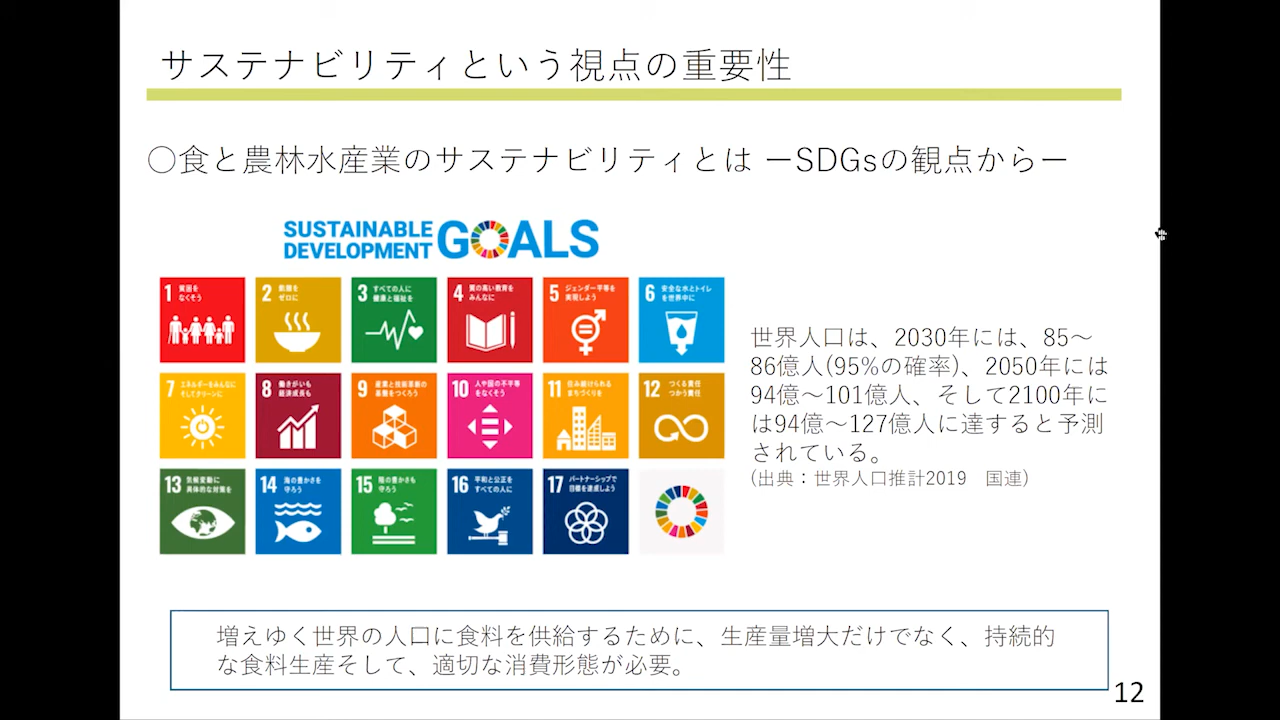 サステナビリティという視点の重要性
〇食と農林水産業のサステナビリティとは ーSDGsの観点からー
SUSTAINABLE
DEVELOPMENT
GOALS
1 貧困を
なくそう
2 飢餓を
ゼロに
3 すべての人に
健康と福祉を
4 質の高い教育を
みんなに
5 ジェンダー平等を
実現しよう
6 安全な水とトイレ
を世界中に
7 エネルギーをみんなに
そしてクリーンに
8 働きがいも
経済成長も
9 産業と技術革新の
基盤をつくろう
10 人や国の不平等
をなくそう
11 住み続けられる
まちづくりを
12 つくる責任
つかう責任
13 気候変動に
具体的な対策を
14 海の豊かさを
守ろう
15 陸の豊かさも
守ろう
16 平和と公正を
すべての人に
17 パートナーシップで
目標を達成しよう
世界人口は、2030年には、85〜
86億人(95%の確率)、2050年には
94億〜101億人、そして2100年に
は94億〜127億人に達すると予測
されている。
(出典：世界人口推計2019　国連)
増えゆく世界の人口に食料を供給するために、生産量増大だけでなく、持続的
な食料生産そして、適切な消費形態が必要。
12